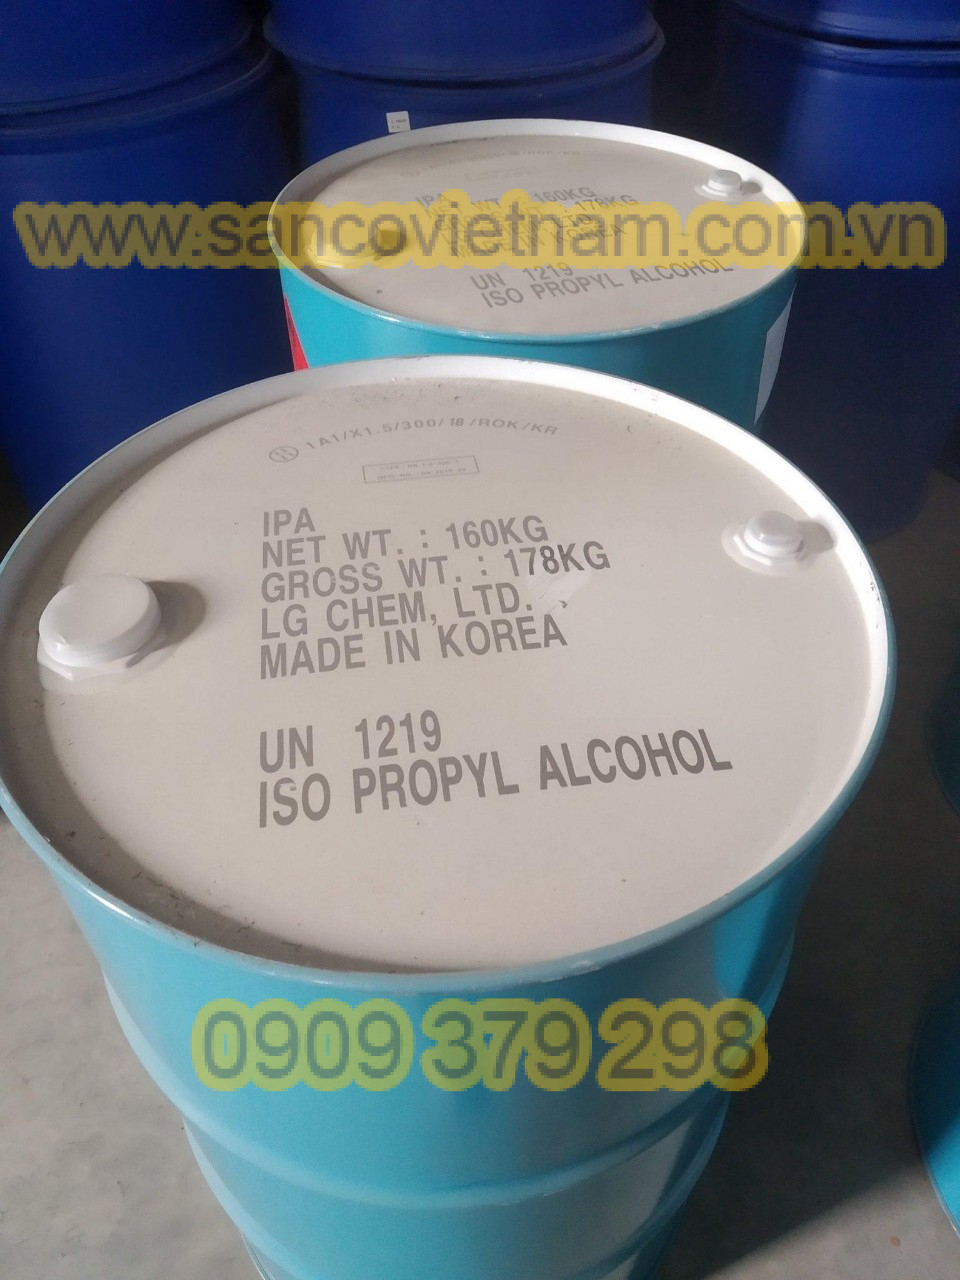 www.sancovietnam.com.vn
IPA
160KG
178KG
KOREA
UN 1219
ISO PROPYL ALCOHOL
1A1/X1.5/300/18/ROK/KR
IPA
NET WT. : 160KG
GROSS WT. : 178KG
LG CHEM, LTD.
MADE IN KOREA
UN 1219
ISO PROPYL ALCOHOL
0909 379 298